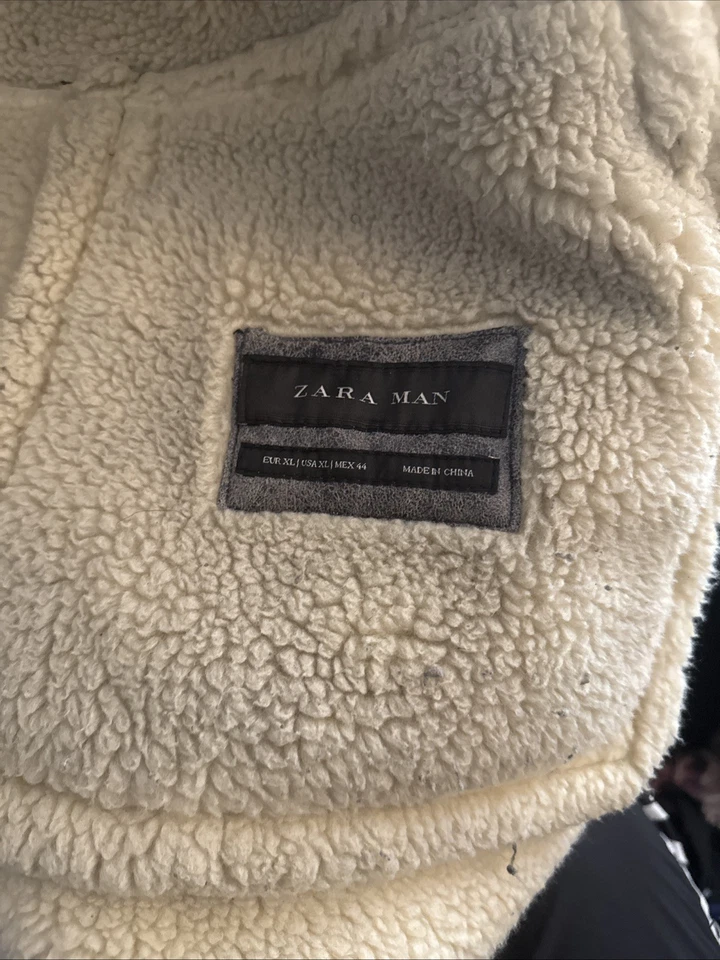 ZARA MAN
EUR XL | USA XL | MEX 44 MADE IN CHINA